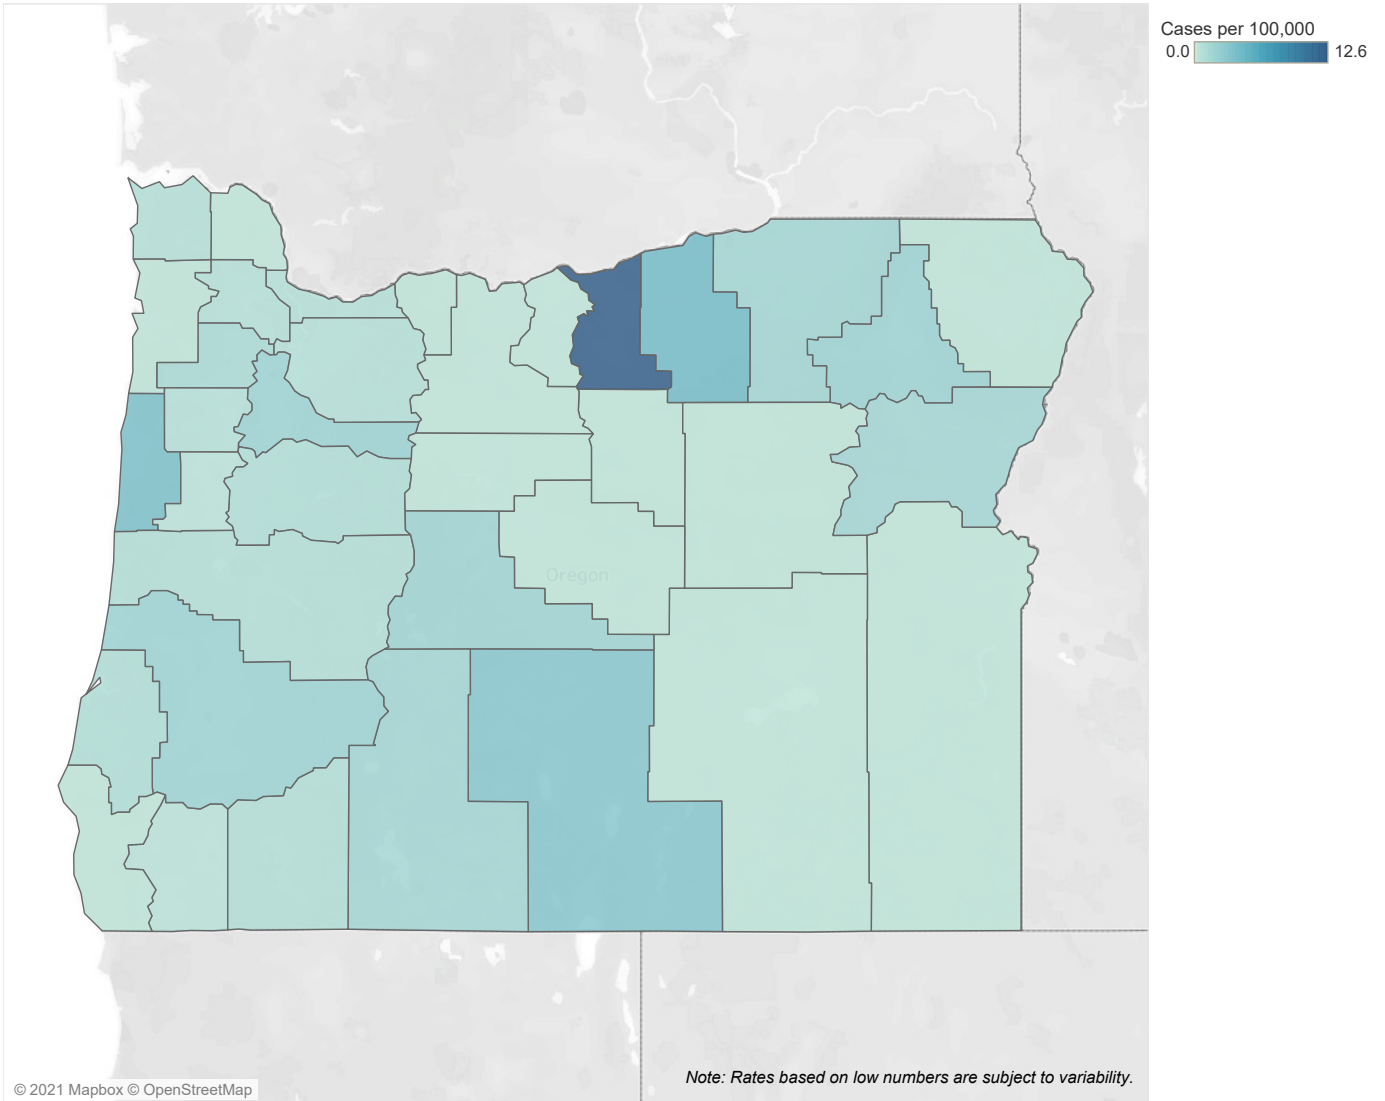 Cases per 100,000
0.0 12.6
Oregon
Note: Rates based on low numbers are subject to variability.
© 2021 Mapbox © OpenStreetMap